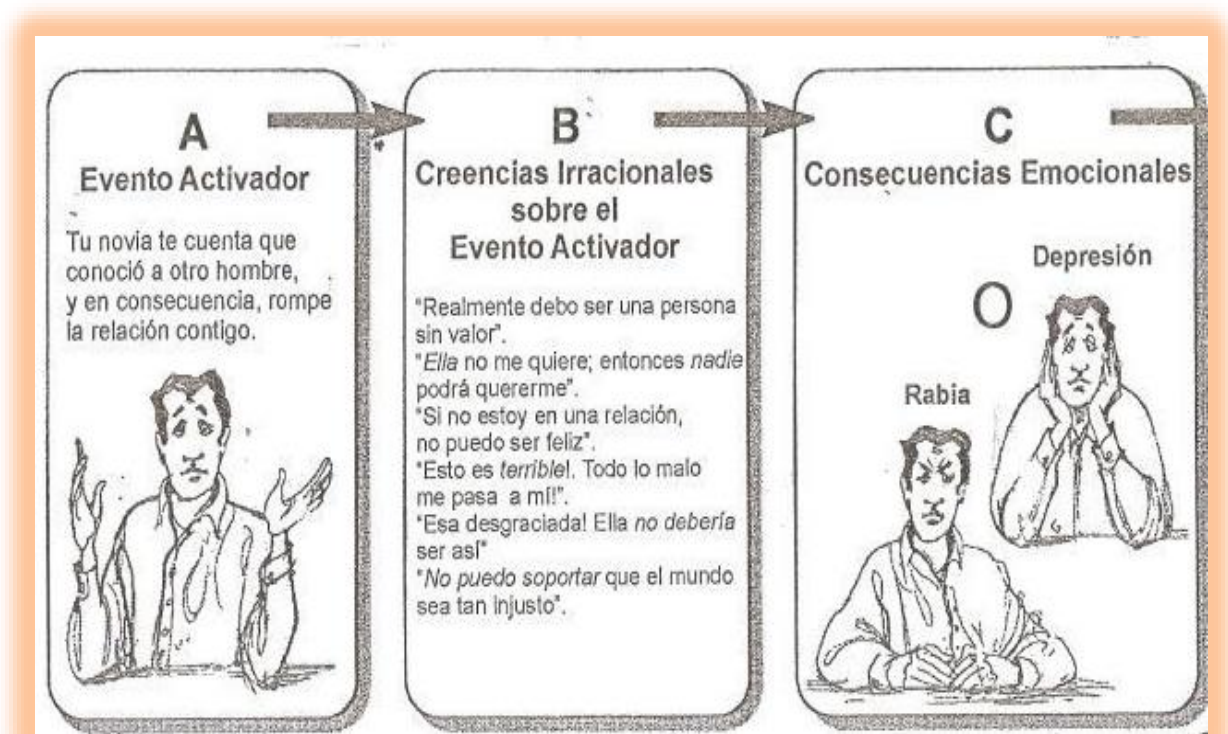 A
Evento Activador
Tu novia te cuenta que
conoció a otro hombre,
y en consecuencia, rompe
la relación contigo.
B
Creencias Irracionales
sobre el
Evento Activador
"Realmente debo ser una persona
sin valor".
"Ella no me quiere; entonces nadie
podrá quererme".
"Si no estoy en una relación,
no puedo ser feliz".
"Esto es terrible!. Todo lo malo
me pasa a mí!".
"Esa desgraciada! Ella no debería
ser así"
"No puedo soportar que el mundo
sea tan injusto".
C
Consecuencias Emocionales
Depresión
O
Rabia